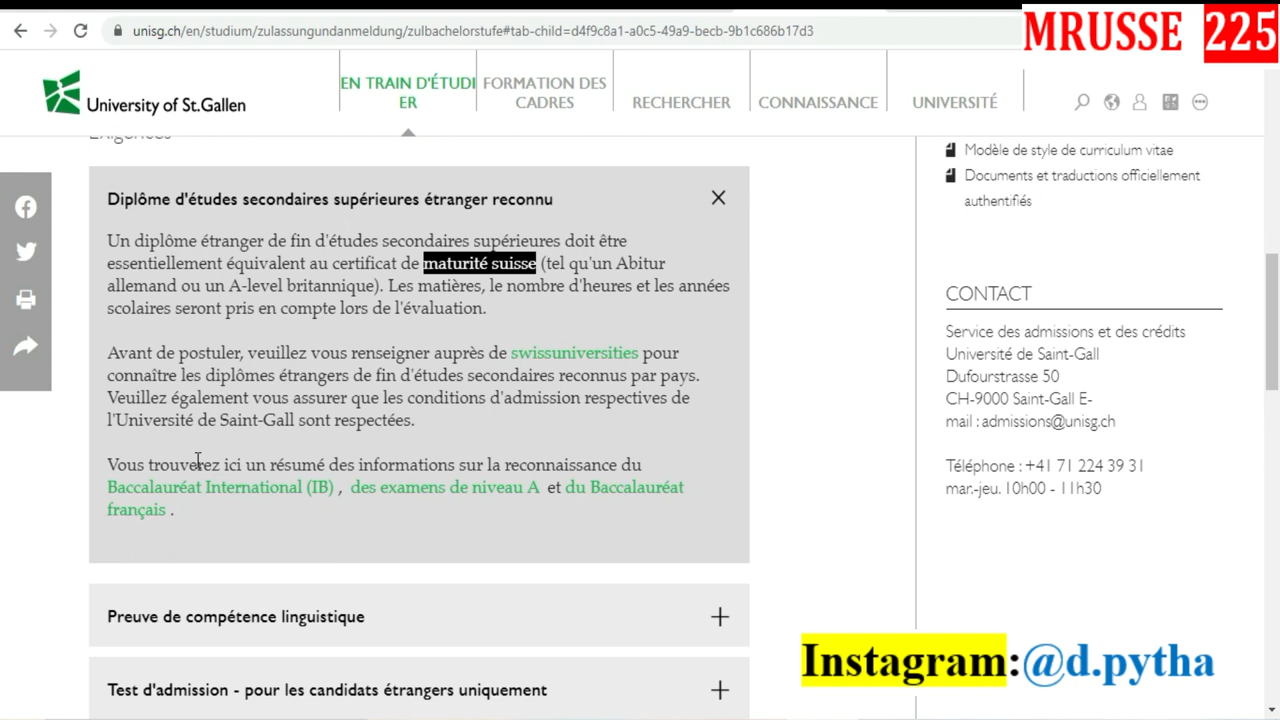 unisg.ch/en/studium/zulassungundanmeldung/zulbachelorstufe#tab-child=d4f9c8a1-a0c5-49a9-becb-9b1c686b17d3
MRUSSE 225
University of St.Gallen
EN TRAIN D'ÉTUDI
ER
FORMATION DES
CADRES
RECHERCHER
CONNAISSANCE
UNIVERSITÉ
Exigences
Diplôme d'études secondaires supérieures étranger reconnu
Un diplôme étranger de fin d'études secondaires supérieures doit être
essentiellement équivalent au certificat de maturité suisse (tel qu'un Abitur
allemand ou un A-level britannique). Les matières, le nombre d'heures et les années
scolaires seront pris en compte lors de l'évaluation.
Avant de postuler, veuillez vous renseigner auprès de swissuniversities pour
connaître les diplômes étrangers de fin d'études secondaires reconnus par pays.
Veuillez également vous assurer que les conditions d'admission respectives de
l'Université de Saint-Gall sont respectées.
Vous trouverez ici un résumé des informations sur la reconnaissance du
Baccalauréat International (IB) , des examens de niveau A et du Baccalauréat
français .
Preuve de compétence linguistique
Test d'admission - pour les candidats étrangers uniquement
Modèle de style de curriculum vitae
Documents et traductions officiellement
authentifiés
CONTACT
Service des admissions et des crédits
Université de Saint-Gall
Dufourstrasse 50
CH-9000 Saint-Gall E-
mail : admissions@unisg.ch
Téléphone : +41 71 224 39 31
mar.-jeu. 10h00 - 11h30
Instagram:@d.pytha